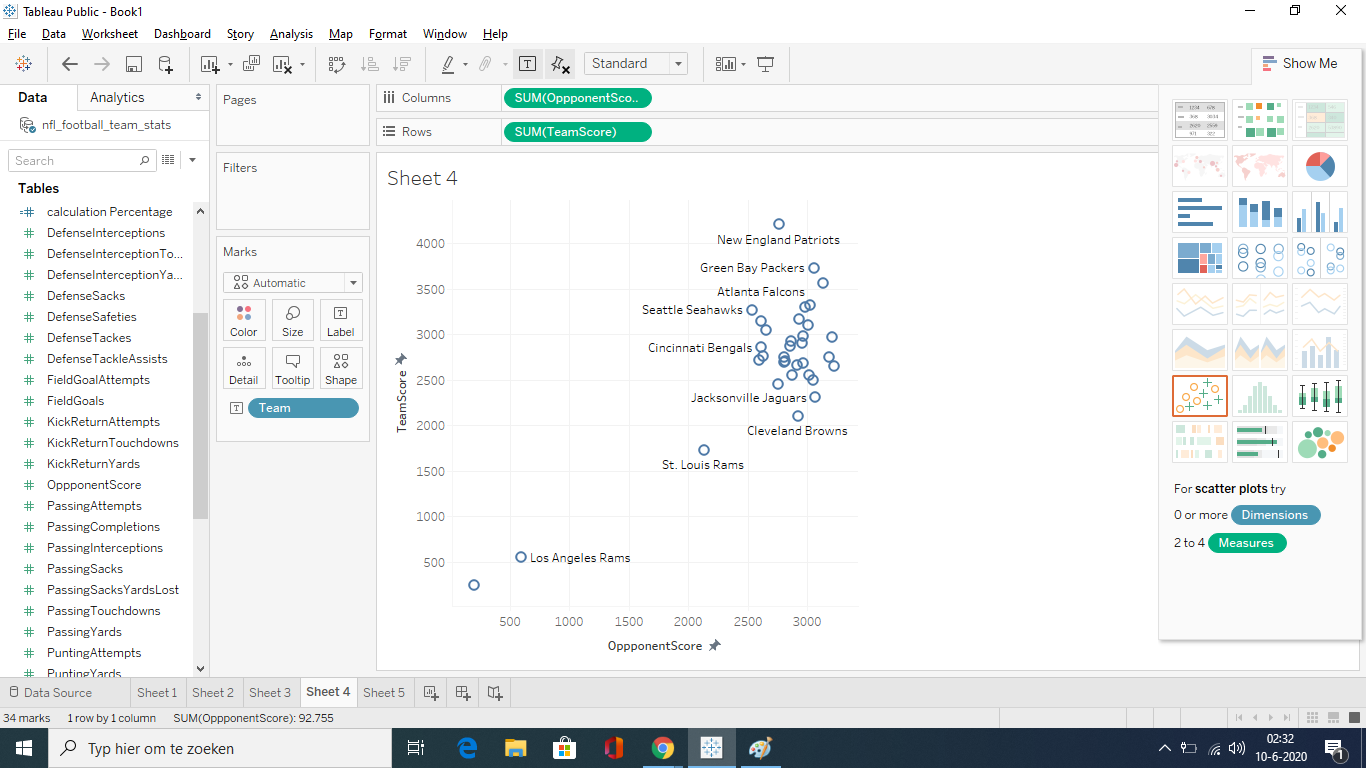 Tableau Public - Book1
File Data Worksheet Dashboard Story Analysis Map Format Window Help
Standard
Show Me
Data Analytics
nfl_football_team_stats
Search
Tables
calculation Percentage
DefenseInterceptions
DefenseInterceptionTo...
DefenseInterceptionYa...
DefenseSacks
DefenseSafeties
DefenseTackes
DefenseTackleAssists
FieldGoalAttempts
FieldGoals
KickReturnAttempts
KickReturnTouchdowns
KickReturnYards
OppponentScore
PassingAttempts
PassingCompletions
PassingInterceptions
PassingSacks
PassingSacksYardsLost
PassingTouchdowns
PassingYards
PuntingAttempts
PuntingYards
Pages
Filters
Marks
Automatic
Color Size Label
Detail Tooltip Shape
Team
Columns SUM(OppponentSco..
Rows SUM(TeamScore)
Sheet 4
TeamScore
4000
3500
3000
2500
2000
1500
1000
500
New England Patriots
Green Bay Packers
Atlanta Falcons
Seattle Seahawks
Cincinnati Bengals
Jacksonville Jaguars
Cleveland Browns
St. Louis Rams
Los Angeles Rams
500 1000 1500 2000 2500 3000
OppponentScore
For scatter plots try
0 or more Dimensions
2 to 4 Measures
Data Source Sheet 1 Sheet 2 Sheet 3 Sheet 4 Sheet 5
34 marks 1 row by 1 column SUM(OppponentScore): 92.755
Typ hier om te zoeken
02:32
10-6-2020
1